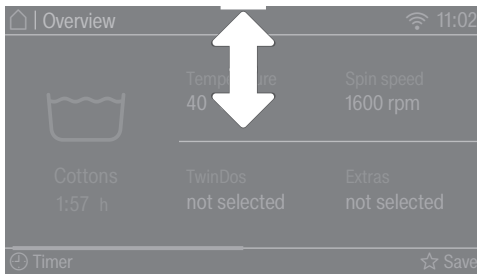 Overview 11:02
Temperature Spin speed
40 1600 rpm
Cottons TwinDos Extras
1:57 h not selected not selected
Timer Save